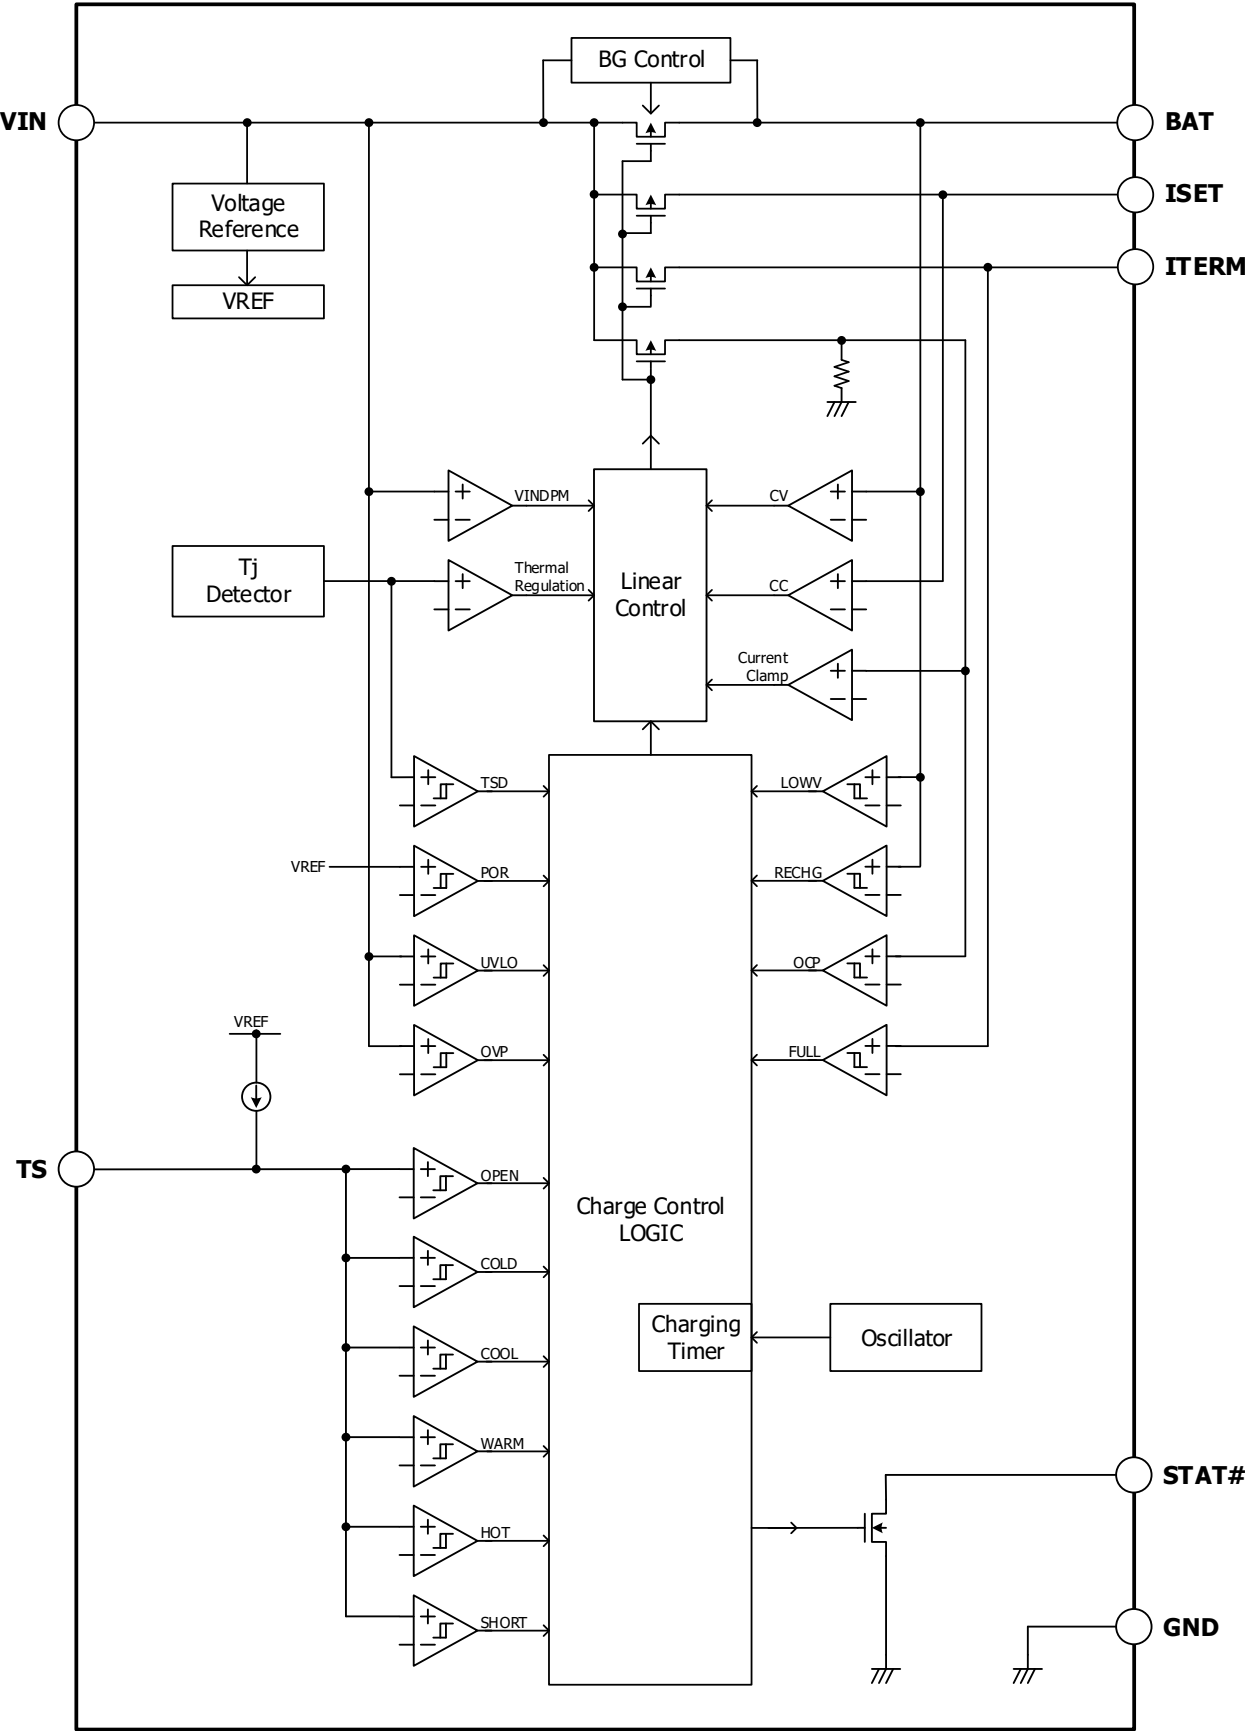 BG Control
VIN
BAT
Voltage
Reference
ISET
ITERM
VREF
VINDPM
CV
Tj
Detector
Thermal
Regulation
Linear
Control
CC
Current
Clamp
TSD
LOWV
VREF
POR
RECHG
UVLO
OCP
VREF
OVP
FULL
TS
OPEN
Charge Control
LOGIC
COLD
Charging
Timer
Oscillator
COOL
WARM
STAT#
HOT
SHORT
GND